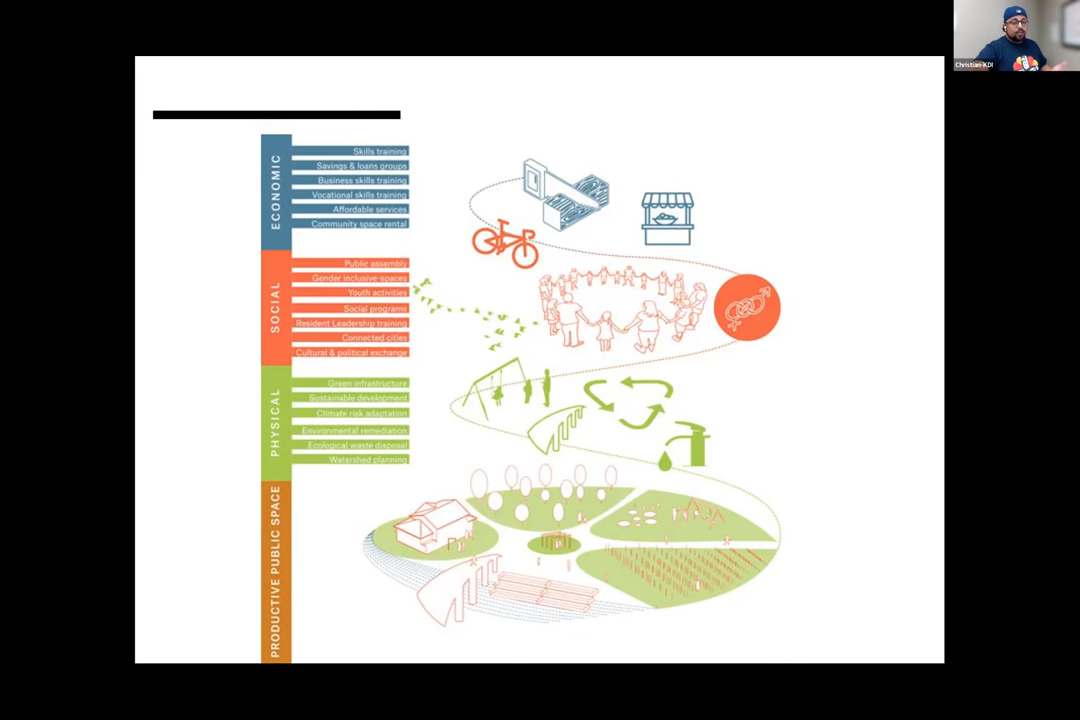 Christian-KDI
ECONOMIC
Skills training
Savings & loans groups
Business skills training
Vocational skills training
Affordable services
Community space rental
SOCIAL
Public assembly
Gender inclusive-spaces
Youth activities
Social programs
Resident Leadership training
Connected cities
Cultural & political exchange
PHYSICAL
Green infrastructure
Sustainable development
Climate risk adaptation
Environmental remediation
Ecological waste disposal
Watershed planning
PRODUCTIVE PUBLIC SPACE